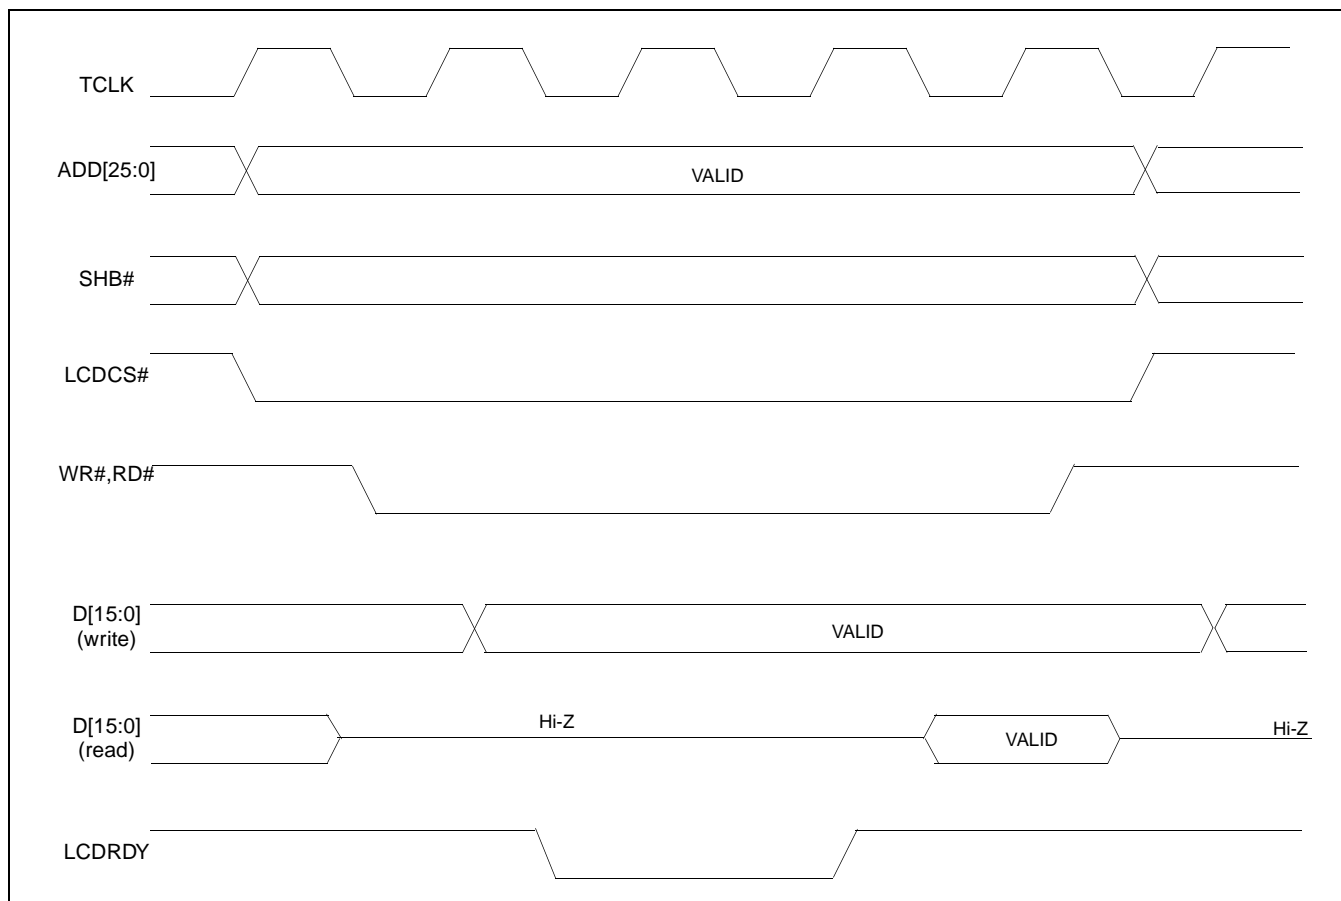 TCLK
ADD[25:0]
VALID
SHB#
LCDCS#
WR#,RD#
D[15:0]
(write)
VALID
D[15:0]
(read)
Hi-Z
VALID
Hi-Z
LCDRDY